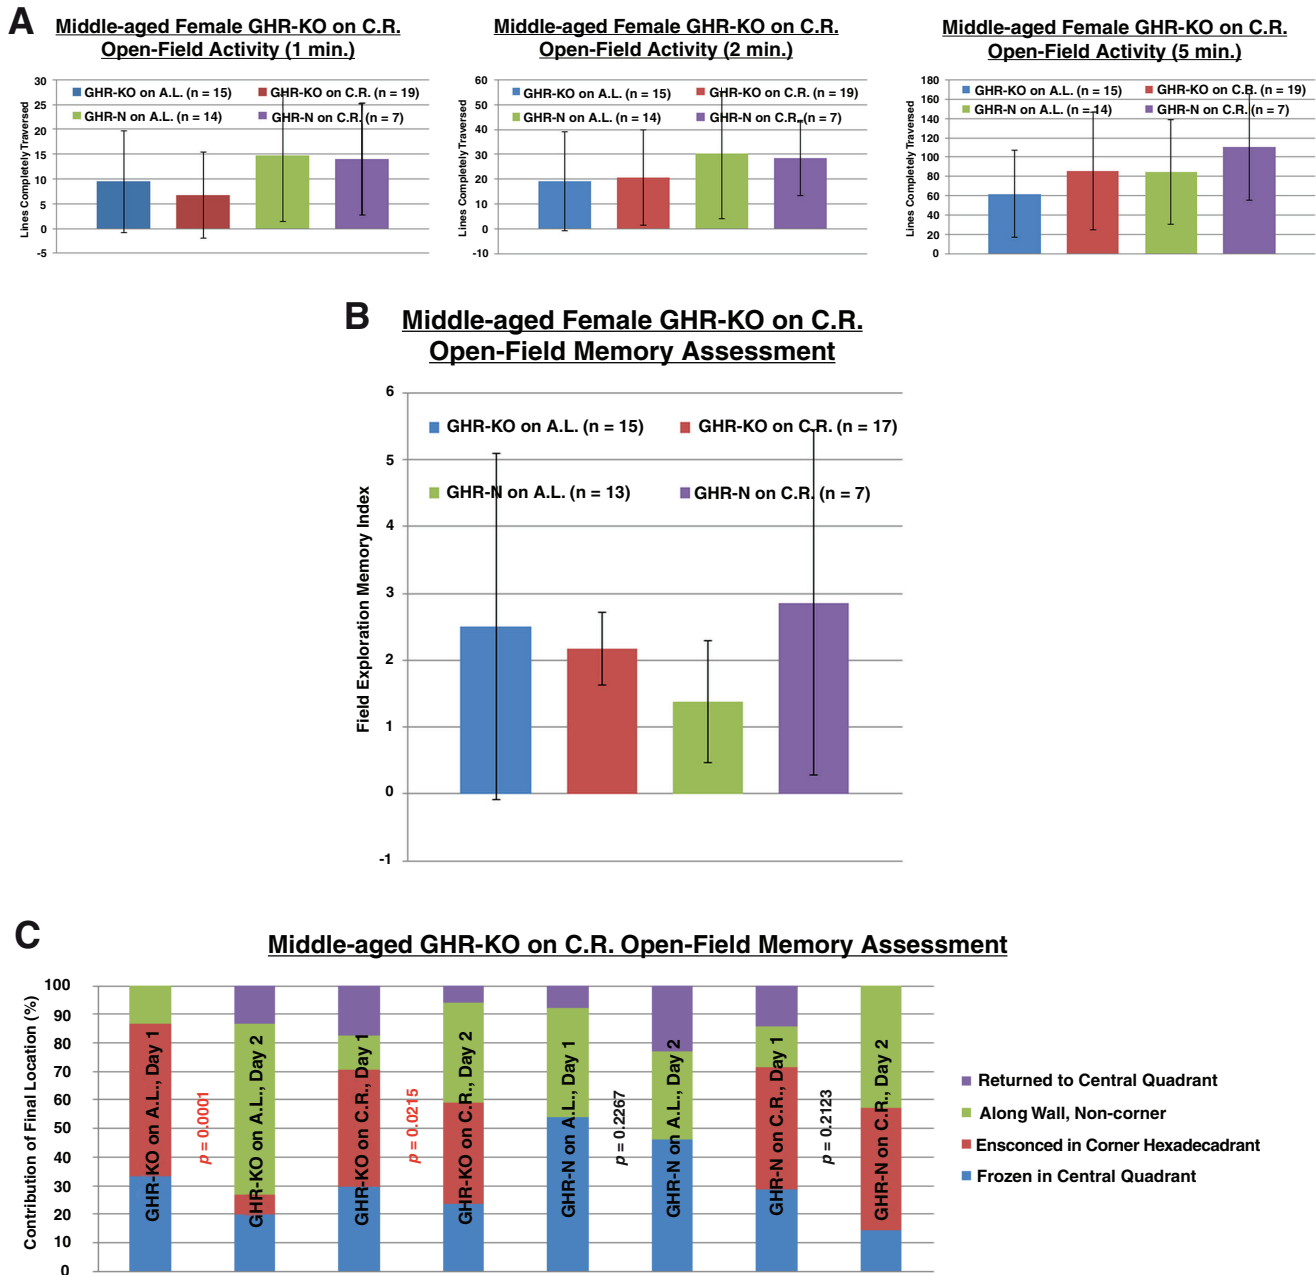 A
Middle-aged Female GHR-KO on C.R.
Open-Field Activity (1 min.)
Lines Completely Traversed
30
25
20
15
10
5
0
-5
GHR-KO on A.L. (n = 15)
GHR-KO on C.R. (n = 19)
GHR-N on A.L. (n = 14)
GHR-N on C.R. (n = 7)
Middle-aged Female GHR-KO on C.R.
Open-Field Activity (2 min.)
Lines Completely Traversed
60
50
40
30
20
10
0
-10
GHR-KO on A.L. (n = 15)
GHR-KO on C.R. (n = 19)
GHR-N on A.L. (n = 14)
GHR-N on C.R. (n = 7)
Middle-aged Female GHR-KO on C.R.
Open-Field Activity (5 min.)
Lines Completely Traversed
180
160
140
120
100
80
60
40
20
0
GHR-KO on A.L. (n = 15)
GHR-KO on C.R. (n = 19)
GHR-N on A.L. (n = 14)
GHR-N on C.R. (n = 7)
B
Middle-aged Female GHR-KO on C.R.
Open-Field Memory Assessment
Field Exploration Memory Index
6
5
4
3
2
1
0
-1
GHR-KO on A.L. (n = 15)
GHR-KO on C.R. (n = 17)
GHR-N on A.L. (n = 13)
GHR-N on C.R. (n = 7)
C
Middle-aged GHR-KO on C.R. Open-Field Memory Assessment
Contribution of Final Location (%)
100
90
80
70
60
50
40
30
20
10
0
GHR-KO on A.L., Day 1
p = 0.0001
GHR-KO on A.L., Day 2
GHR-KO on C.R., Day 1
p = 0.0215
GHR-KO on C.R., Day 2
GHR-N on A.L., Day 1
p = 0.2267
GHR-N on A.L., Day 2
GHR-N on C.R., Day 1
p = 0.2123
GHR-N on C.R., Day 2
Returned to Central Quadrant
Along Wall, Non-corner
Ensconced in Corner Hexadecadrant
Frozen in Central Quadrant